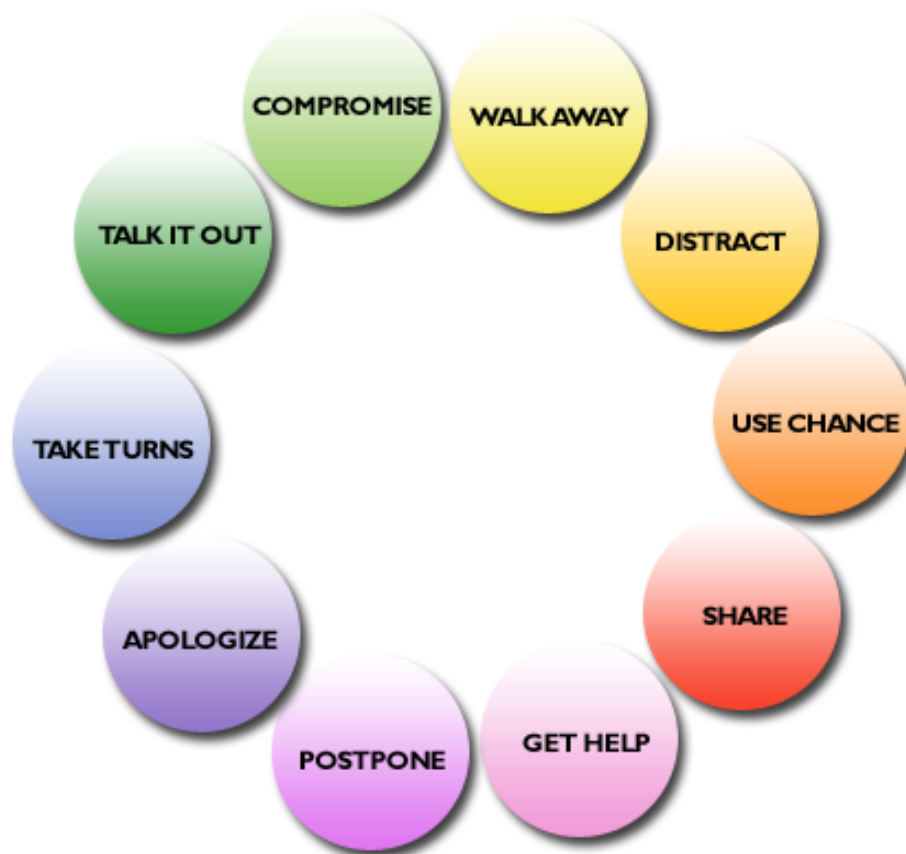 COMPROMISE
WALK AWAY
TALK IT OUT
DISTRACT
USE CHANCE
TAKE TURNS
SHARE
APOLOGIZE
GET HELP
POSTPONE